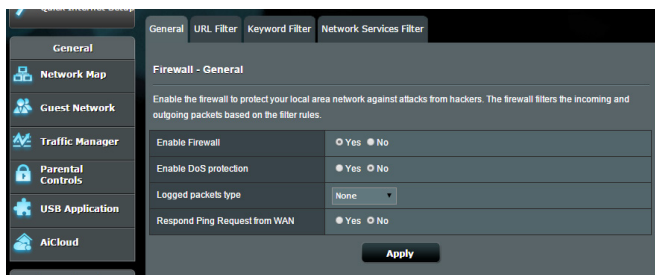 Quick Internet Setup
General
Network Map
Guest Network
Traffic Manager
Parental
Controls
USB Application
AiCloud
General URL Filter Keyword Filter Network Services Filter
Firewall - General
Enable the firewall to protect your local area network against attacks from hackers. The firewall filters the incoming and
outgoing packets based on the filter rules.
Enable Firewall Yes No
Enable DoS protection Yes No
Logged packets type None
Respond Ping Request from WAN Yes No
Apply